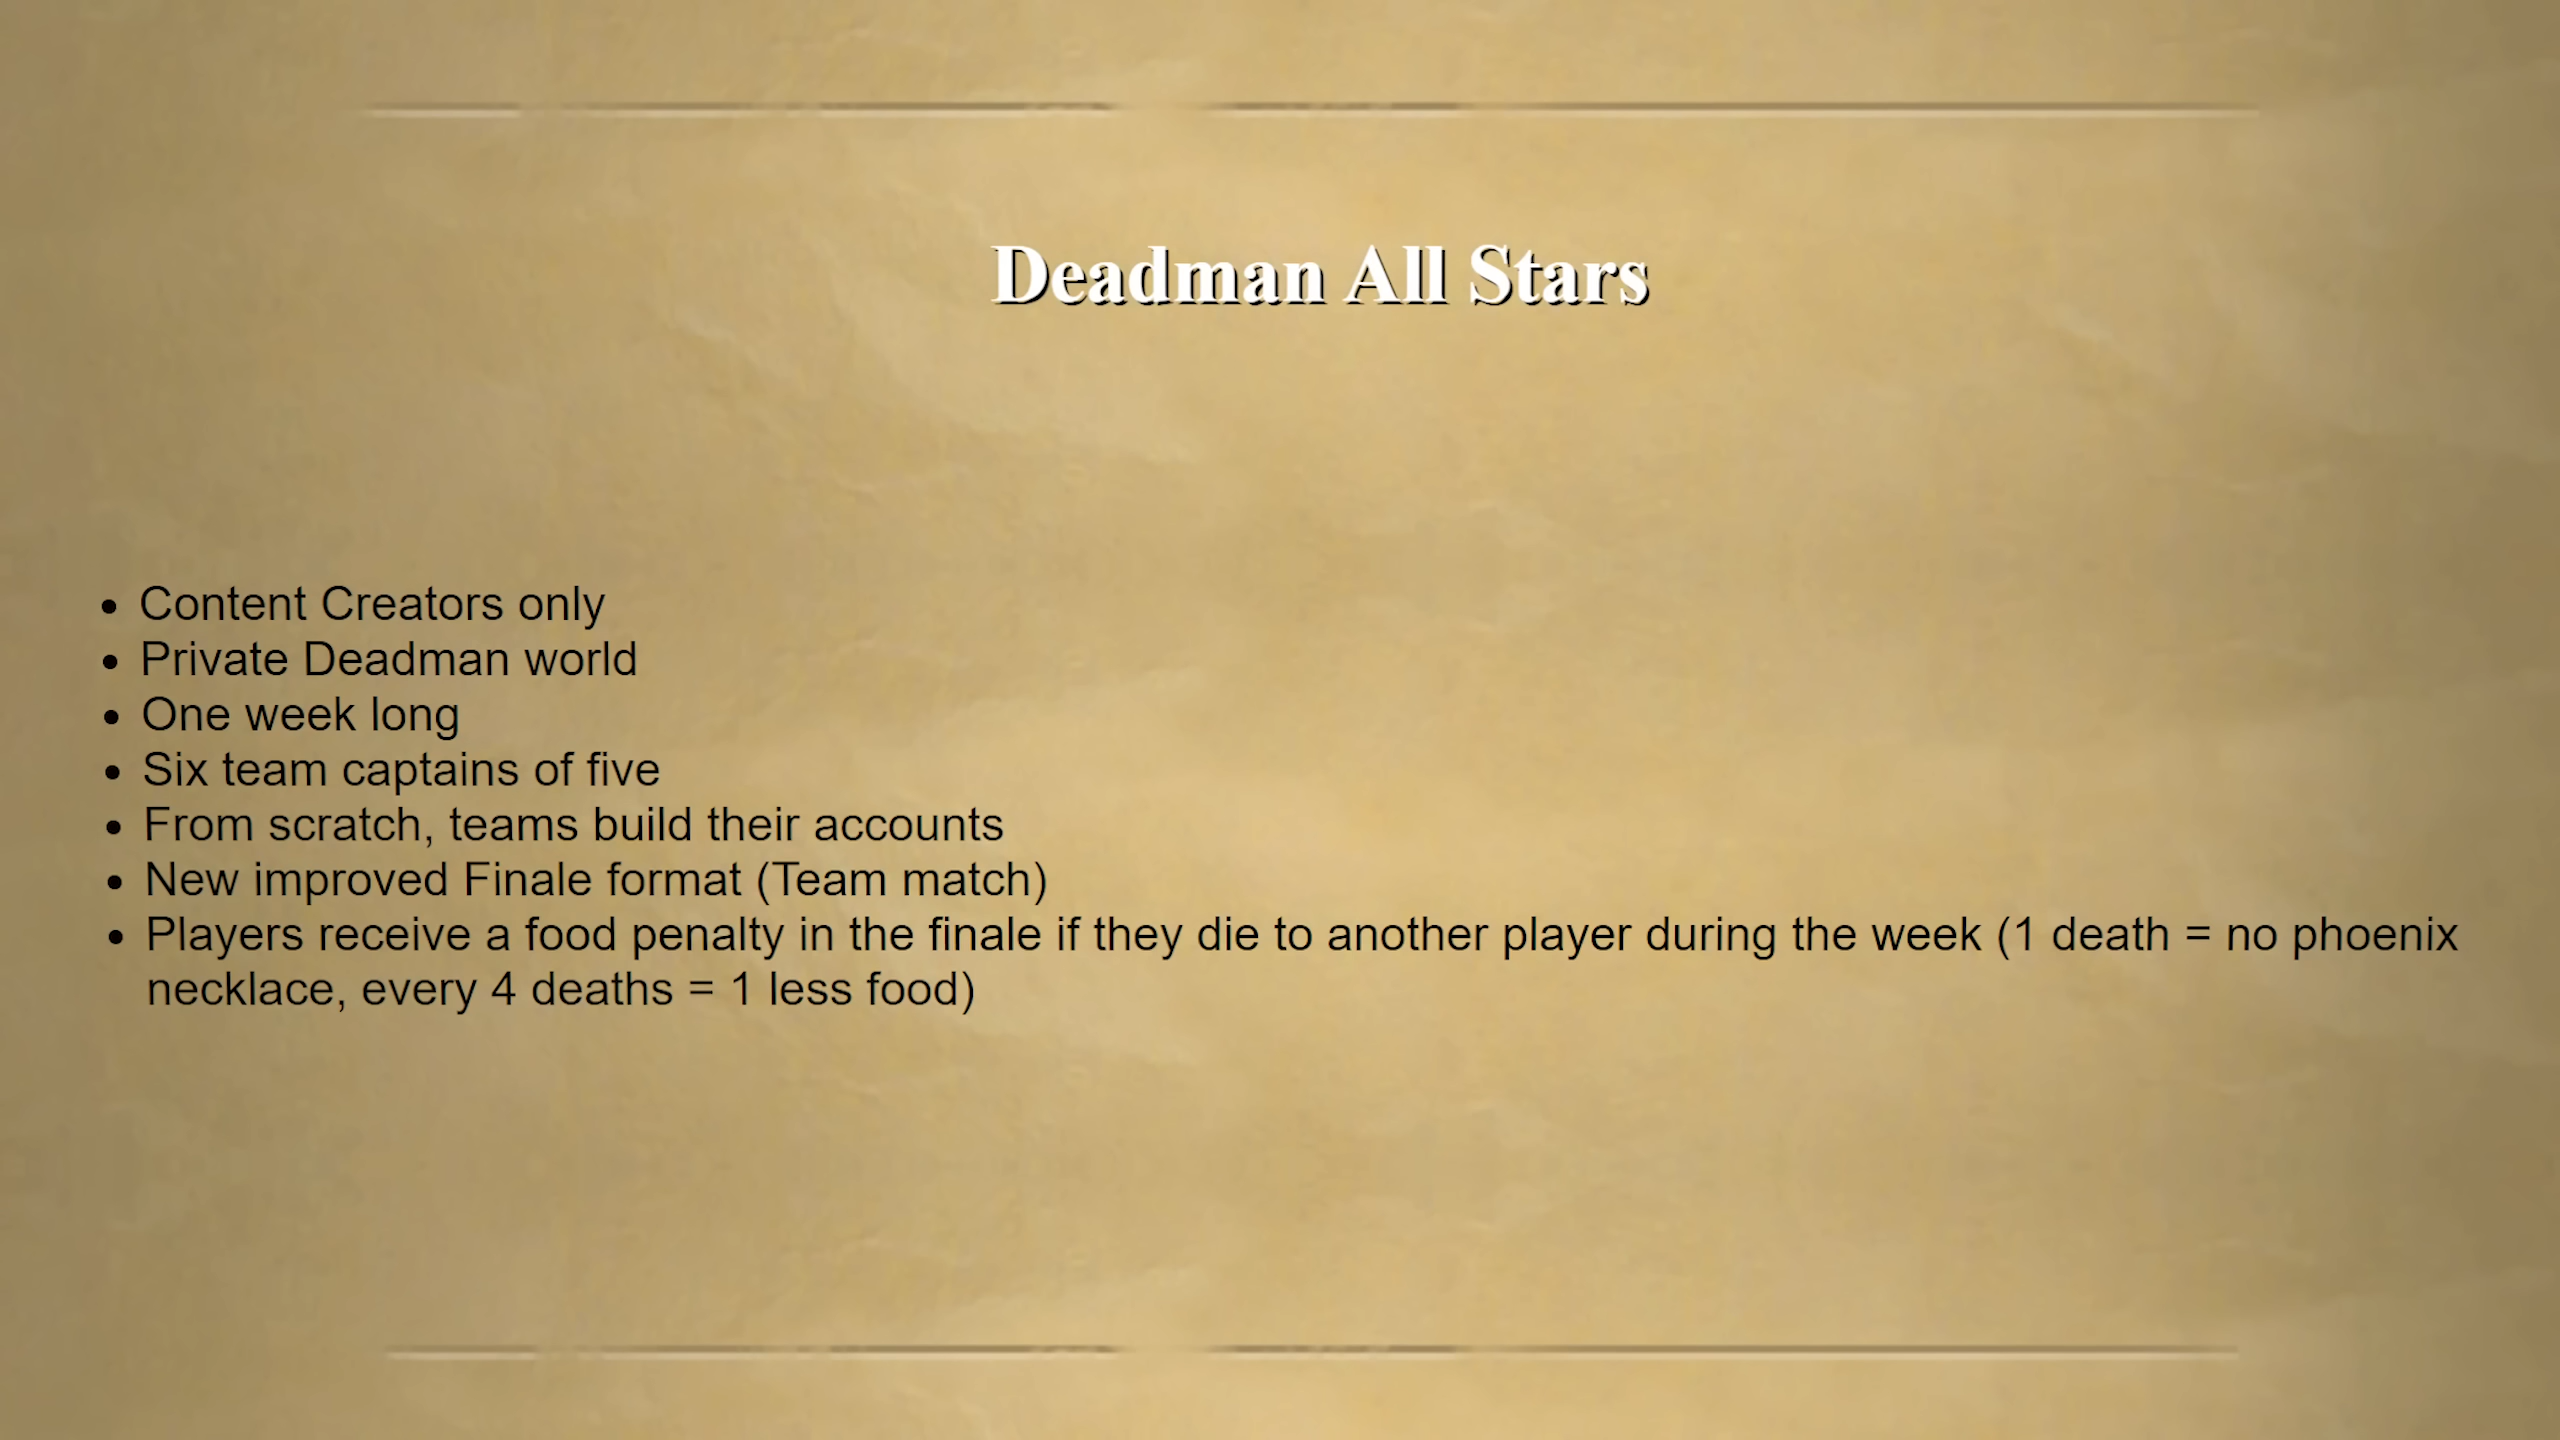 Deadman All Stars
• Content Creators only
• Private Deadman world
• One week long
• Six team captains of five
• From scratch, teams build their accounts
• New improved Finale format (Team match)
• Players receive a food penalty in the finale if they die to another player during the week (1 death = no phoenix
necklace, every 4 deaths = 1 less food)